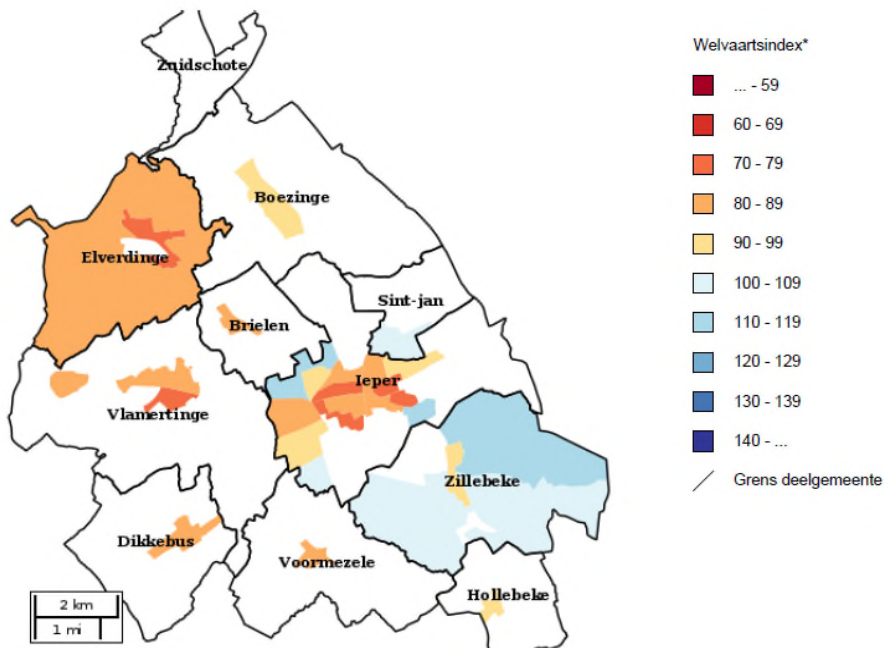 Zuidschote
Boezinge
Elverdinge
Sint-jan
Brielen
Ieper
Vlamertinge
Zillebeke
Dikkebus
Voormezele
Hollebeke
2 km
1 mi
Welvaartsindex*
... - 59
60 - 69
70 - 79
80 - 89
90 - 99
100 - 109
110 - 119
120 - 129
130 - 139
140 - ...
Grens deelgemeente